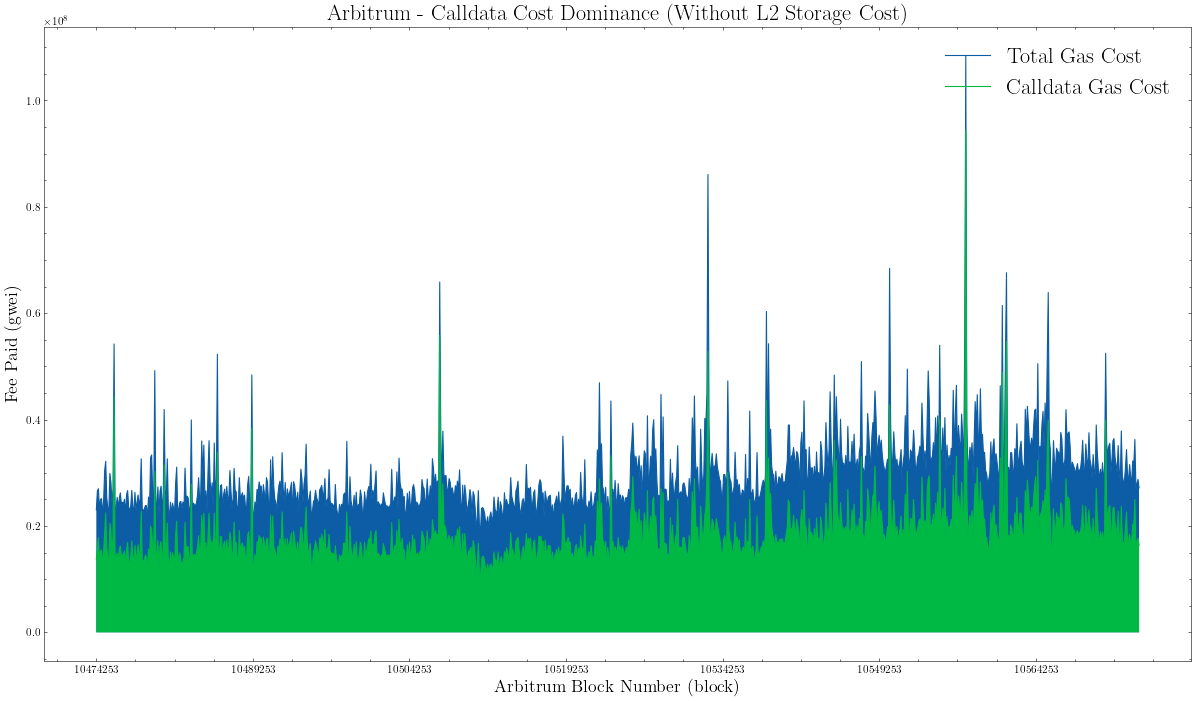 Arbitrum - Calldata Cost Dominance (Without L2 Storage Cost)
×10⁸
Total Gas Cost
Calldata Gas Cost
1.0
0.8
0.6
0.4
0.2
0.0
Fee Paid (gwei)
10474253 10489253 10504253 10519253 10534253 10549253 10564253
Arbitrum Block Number (block)